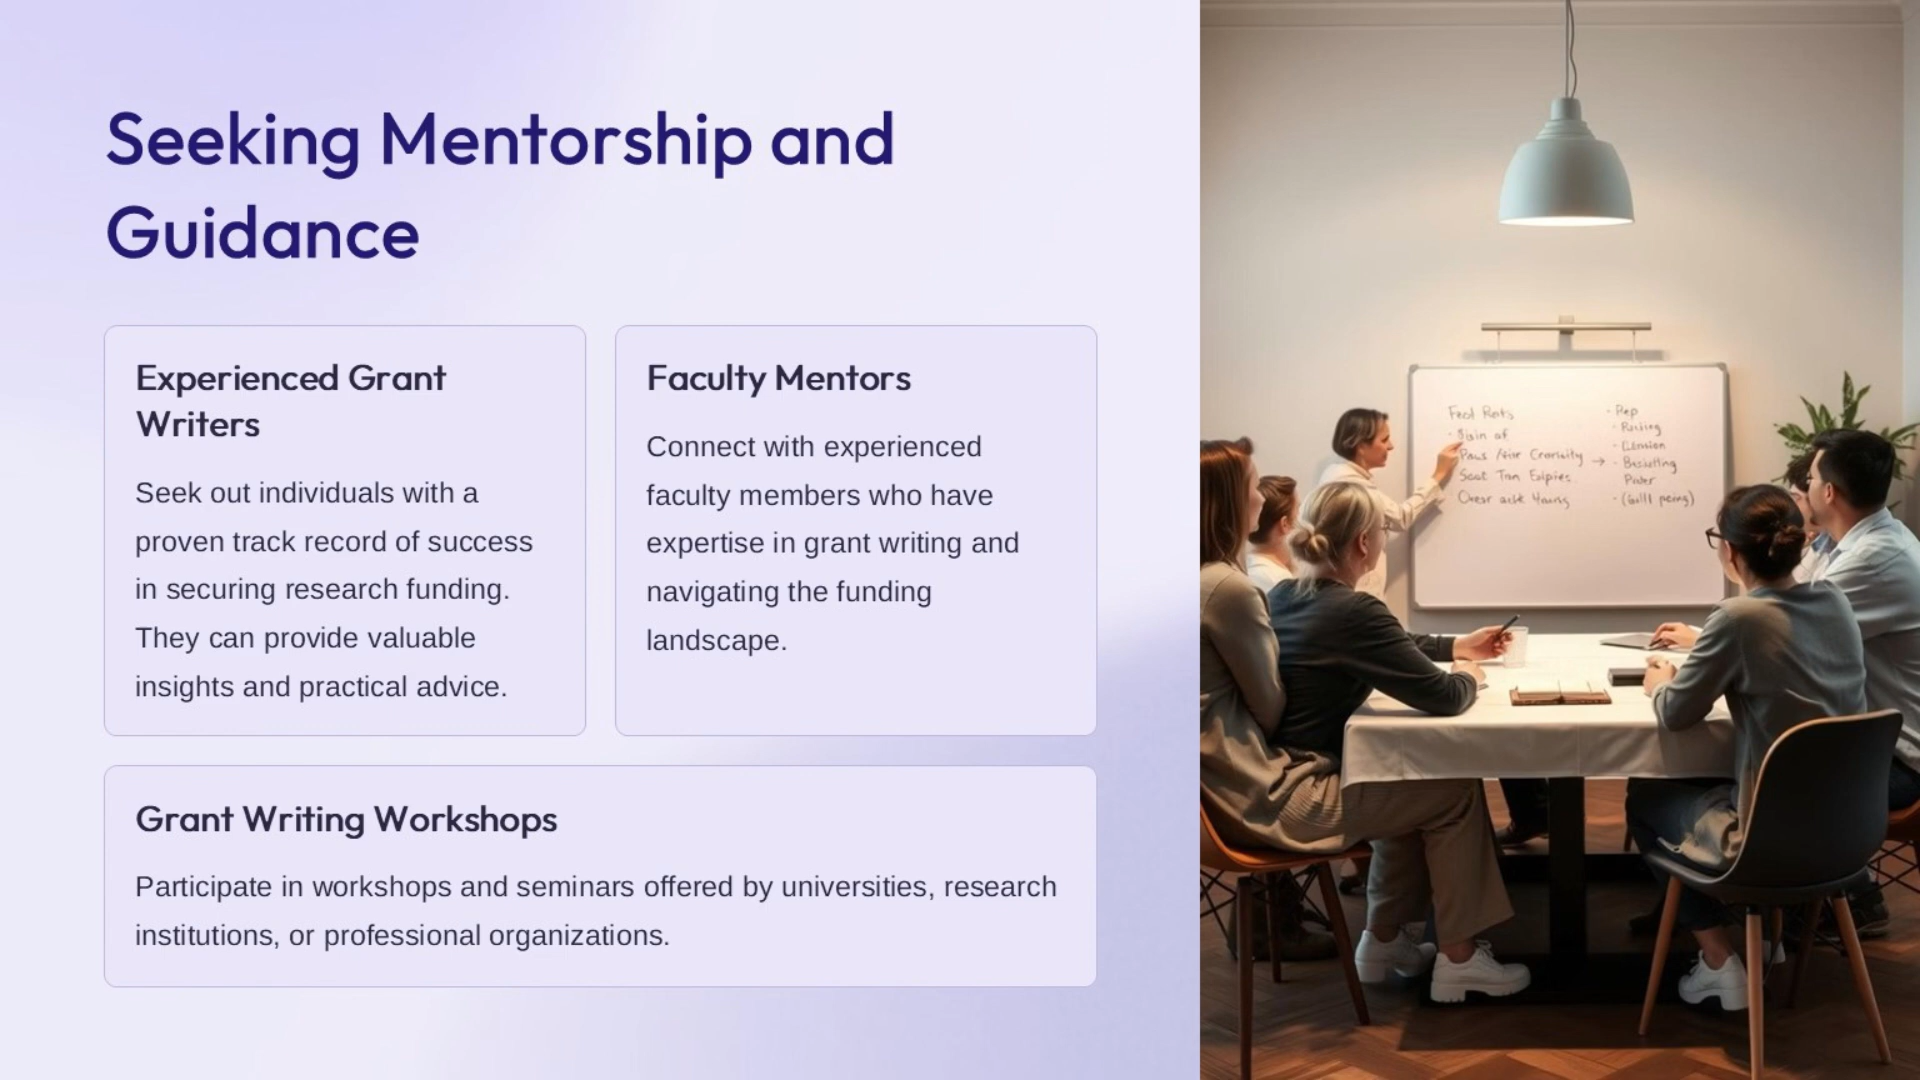 Seeking Mentorship and
Guidance
Experienced Grant
Writers
Seek out individuals with a
proven track record of success
in securing research funding.
They can provide valuable
insights and practical advice.
Faculty Mentors
Connect with experienced
faculty members who have
expertise in grant writing and
navigating the funding
landscape.
Grant Writing Workshops
Participate in workshops and seminars offered by universities, research
institutions, or professional organizations.